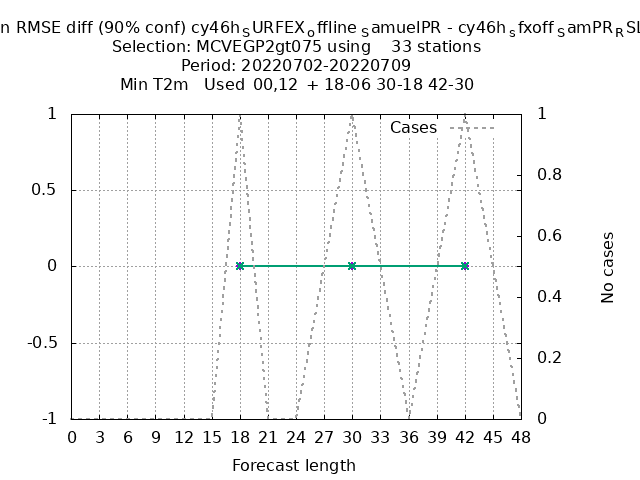 n RMSE diff (90% conf) cy46h_SURFEX_offline_SamuelPR - cy46h_sfxoff_SamPR_RSL
Selection: MCVEGP2gt075 using 33 stations
Period: 20220702-20220709
Min T2m Used 00,12 + 18-06 30-18 42-30
Cases
1
0.5
0
-0.5
-1
1
0.8
0.6
0.4
0.2
0
No cases
0 3 6 9 12 15 18 21 24 27 30 33 36 39 42 45 48
Forecast length